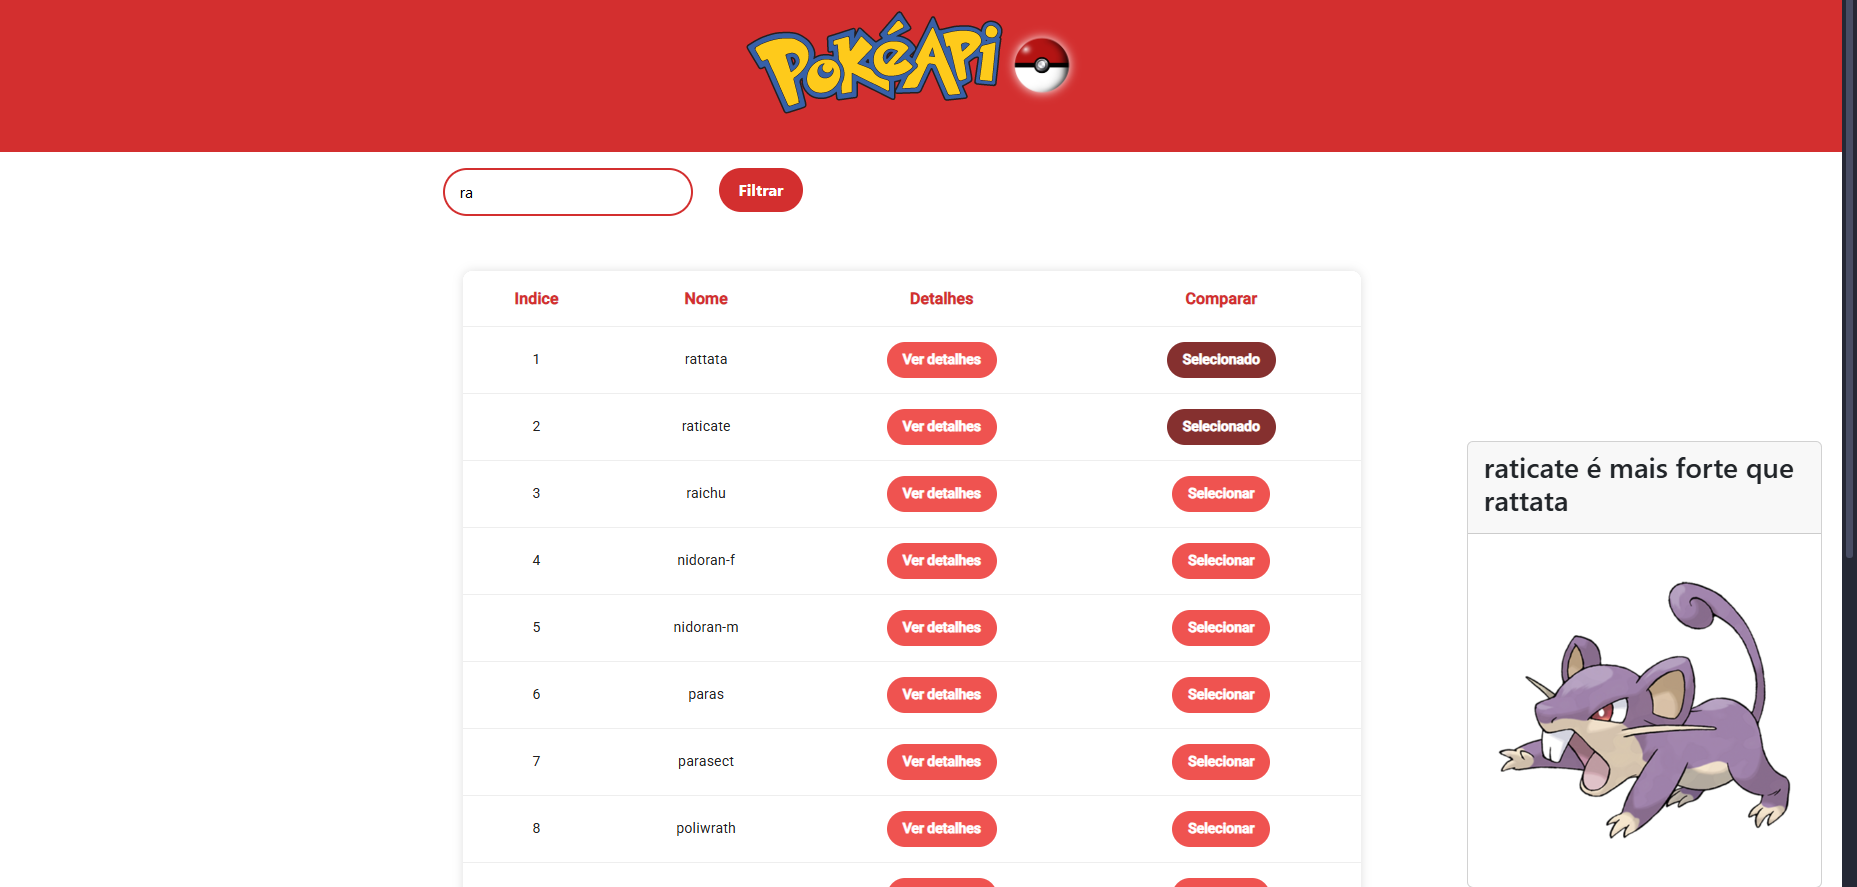 PokéApi
ra
Filtrar
Indice Nome Detalhes Comparar
1 rattata Ver detalhes Selecionado
2 raticate Ver detalhes Selecionado
3 raichu Ver detalhes Selecionar
4 nidoran-f Ver detalhes Selecionar
5 nidoran-m Ver detalhes Selecionar
6 paras Ver detalhes Selecionar
7 parasect Ver detalhes Selecionar
8 poliwrath Ver detalhes Selecionar
raticate é mais forte que
rattata